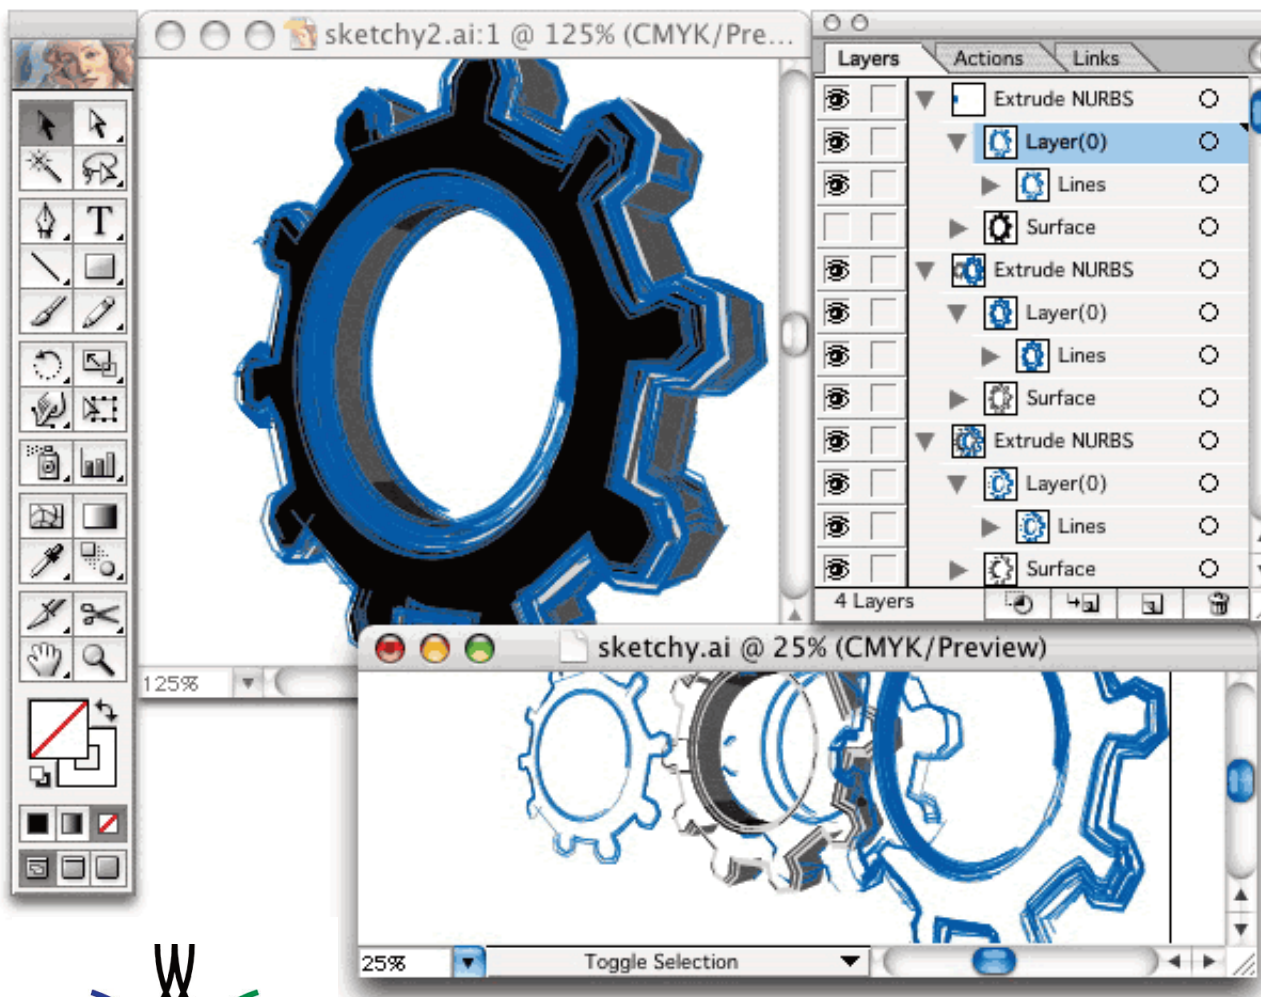 sketchy2.ai:1 @ 125% (CMYK/Pre...
T
125%
Layers
Actions
Links
Extrude NURBS
Layer(0)
Lines
Surface
Extrude NURBS
Layer(0)
Lines
Surface
Extrude NURBS
Layer(0)
Lines
Surface
4 Layers
sketchy.ai @ 25% (CMYK/Preview)
25%
Toggle Selection